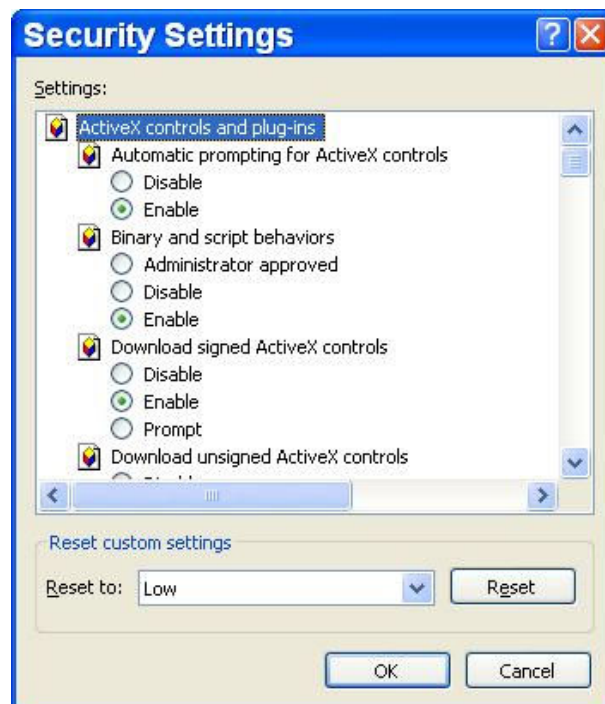 Security Settings
Settings:
ActiveX controls and plug-ins
Automatic prompting for ActiveX controls
Disable
Enable
Binary and script behaviors
Administrator approved
Disable
Enable
Download signed ActiveX controls
Disable
Enable
Prompt
Download unsigned ActiveX controls
Reset custom settings
Reset to: Low Reset
OK Cancel